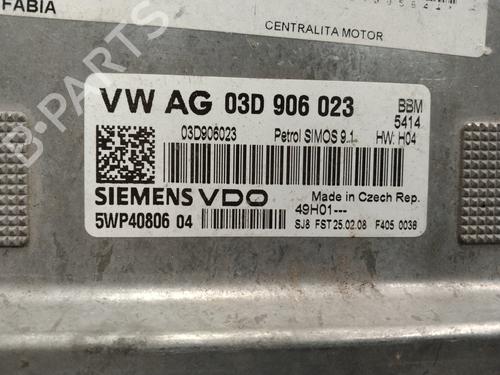 FABIA
CENTRALITA MOTOR
VW AG 03D 906 023 BBM
5414
03D906023 Petrol SIMOS 9.1 HW: H04
SIEMENS VDO Made in Czech Rep.
49H01---
5WP40806 04 SJ8 FST 25.02.08 F405 0038
B-PARTS